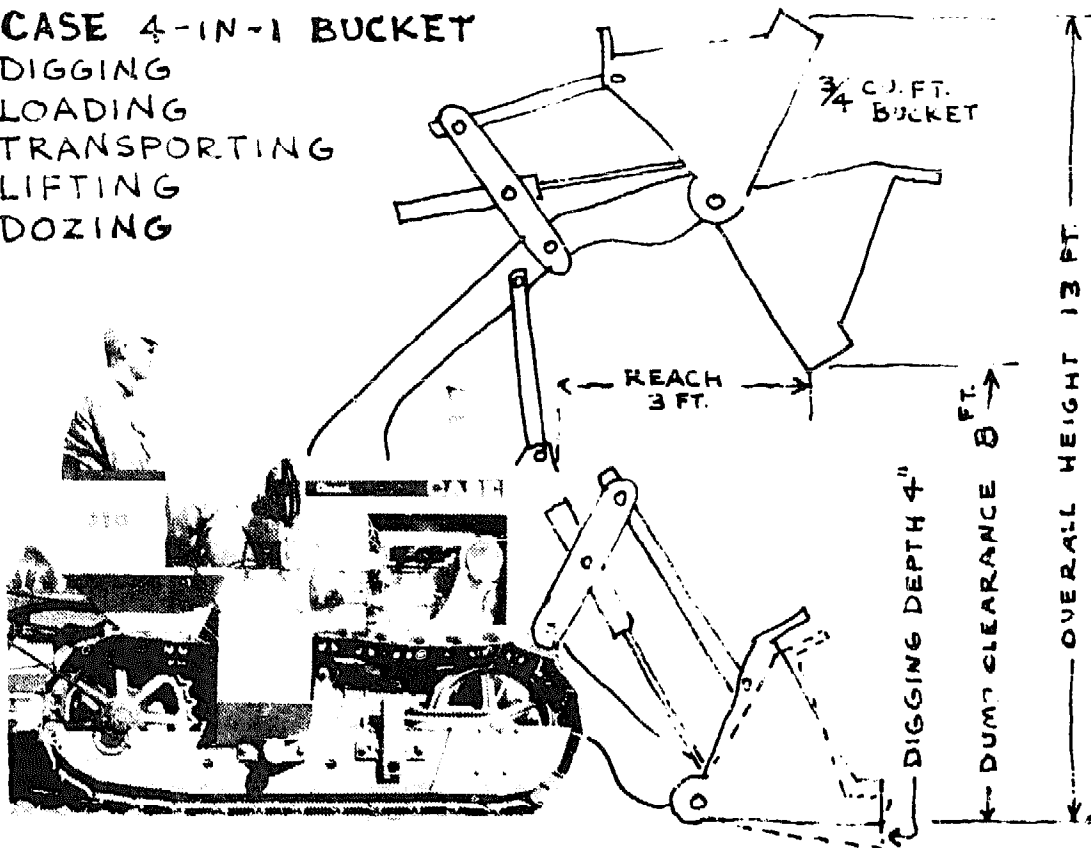 CASE 4-IN-1 BUCKET
DIGGING
LOADING
TRANSPORTING
LIFTING
DOZING
3/4 CU. FT.
BUCKET
REACH
3 FT.
DIGGING DEPTH 4"
DUMP CLEARANCE 8 FT.
OVERALL HEIGHT 13 FT.